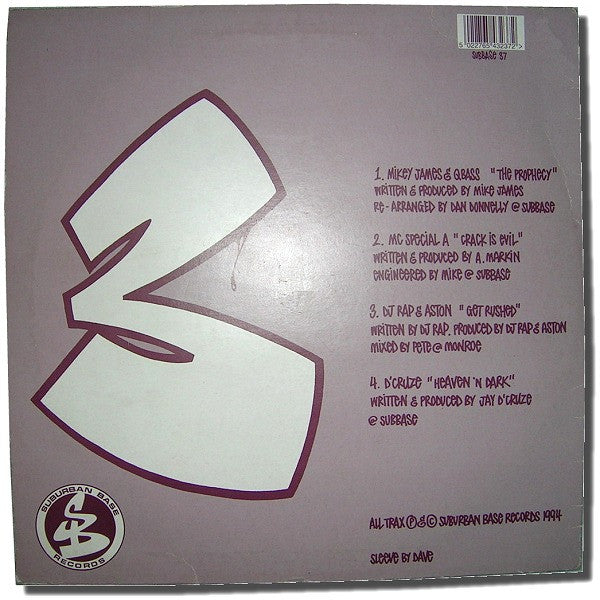 5 022765 432372 >
SUBBASE 37
1. MIKEY JAMES & Q.BASS "THE PROPHECY"
WRITTEN & PRODUCED BY MIKE JAMES
RE-ARRANGED BY DAN DONNELLY @ SUBBASE
2. MC SPECIAL A "CRACK IS EVIL"
WRITTEN & PRODUCED BY A. MARKIN
ENGINEERED BY MIKE @ SUBBASE
3. DJ RAP & ASTON "GET RUSHED"
WRITTEN BY DJ RAP. PRODUCED BY DJ RAP & ASTON
MIXED BY PETE @ MONROE
4. D'CRUZE "HEAVEN 'N DARK"
WRITTEN & PRODUCED BY JAY D'CRUZE
@ SUBBASE
SUBURBAN BASE
SB
RECORDS
ALL TRAX Ⓟ & © SUBURBAN BASE RECORDS 1994
SLEEVE BY DAVE